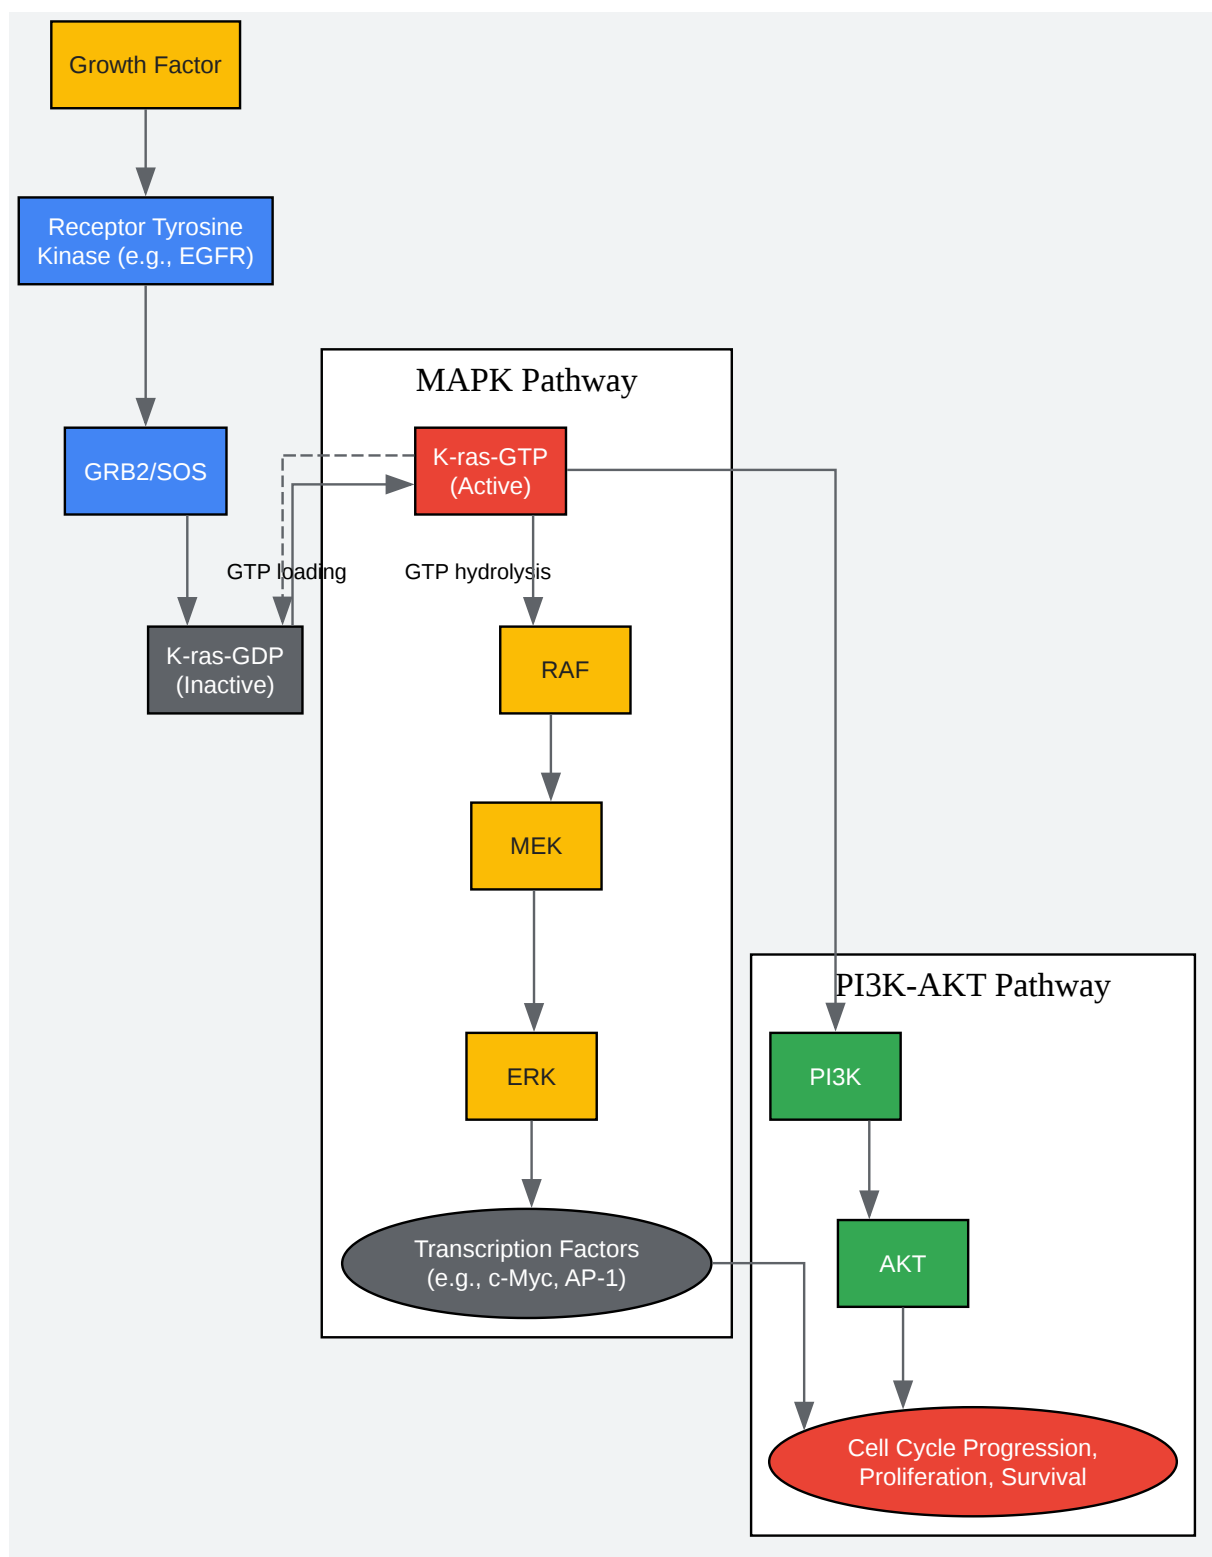 Growth Factor
Receptor Tyrosine
Kinase (e.g., EGFR)
MAPK Pathway
GRB2/SOS
K-ras-GTP
(Active)
GTP loading
GTP hydrolysis
K-ras-GDP
(Inactive)
RAF
MEK
PI3K-AKT Pathway
ERK
PI3K
Transcription Factors
(e.g., c-Myc, AP-1)
AKT
Cell Cycle Progression,
Proliferation, Survival